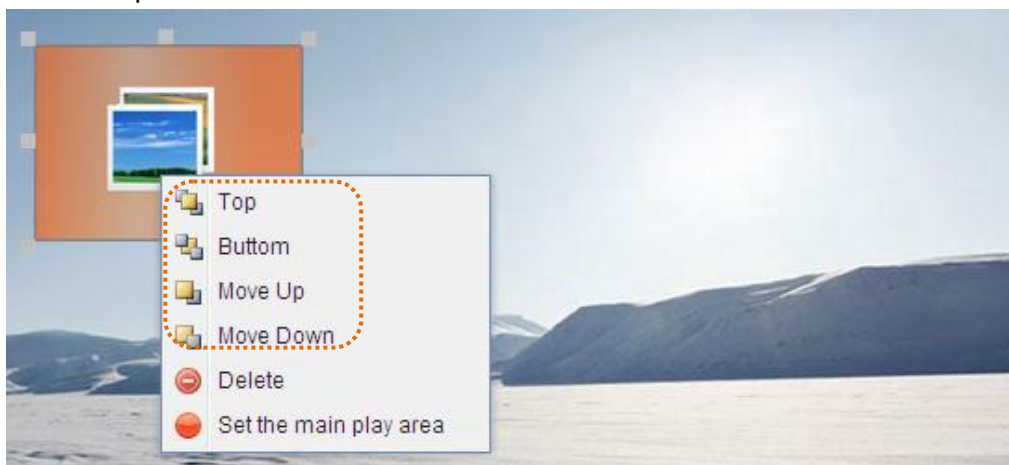 Top
Buttom
Move Up
Move Down
Delete
Set the main play area